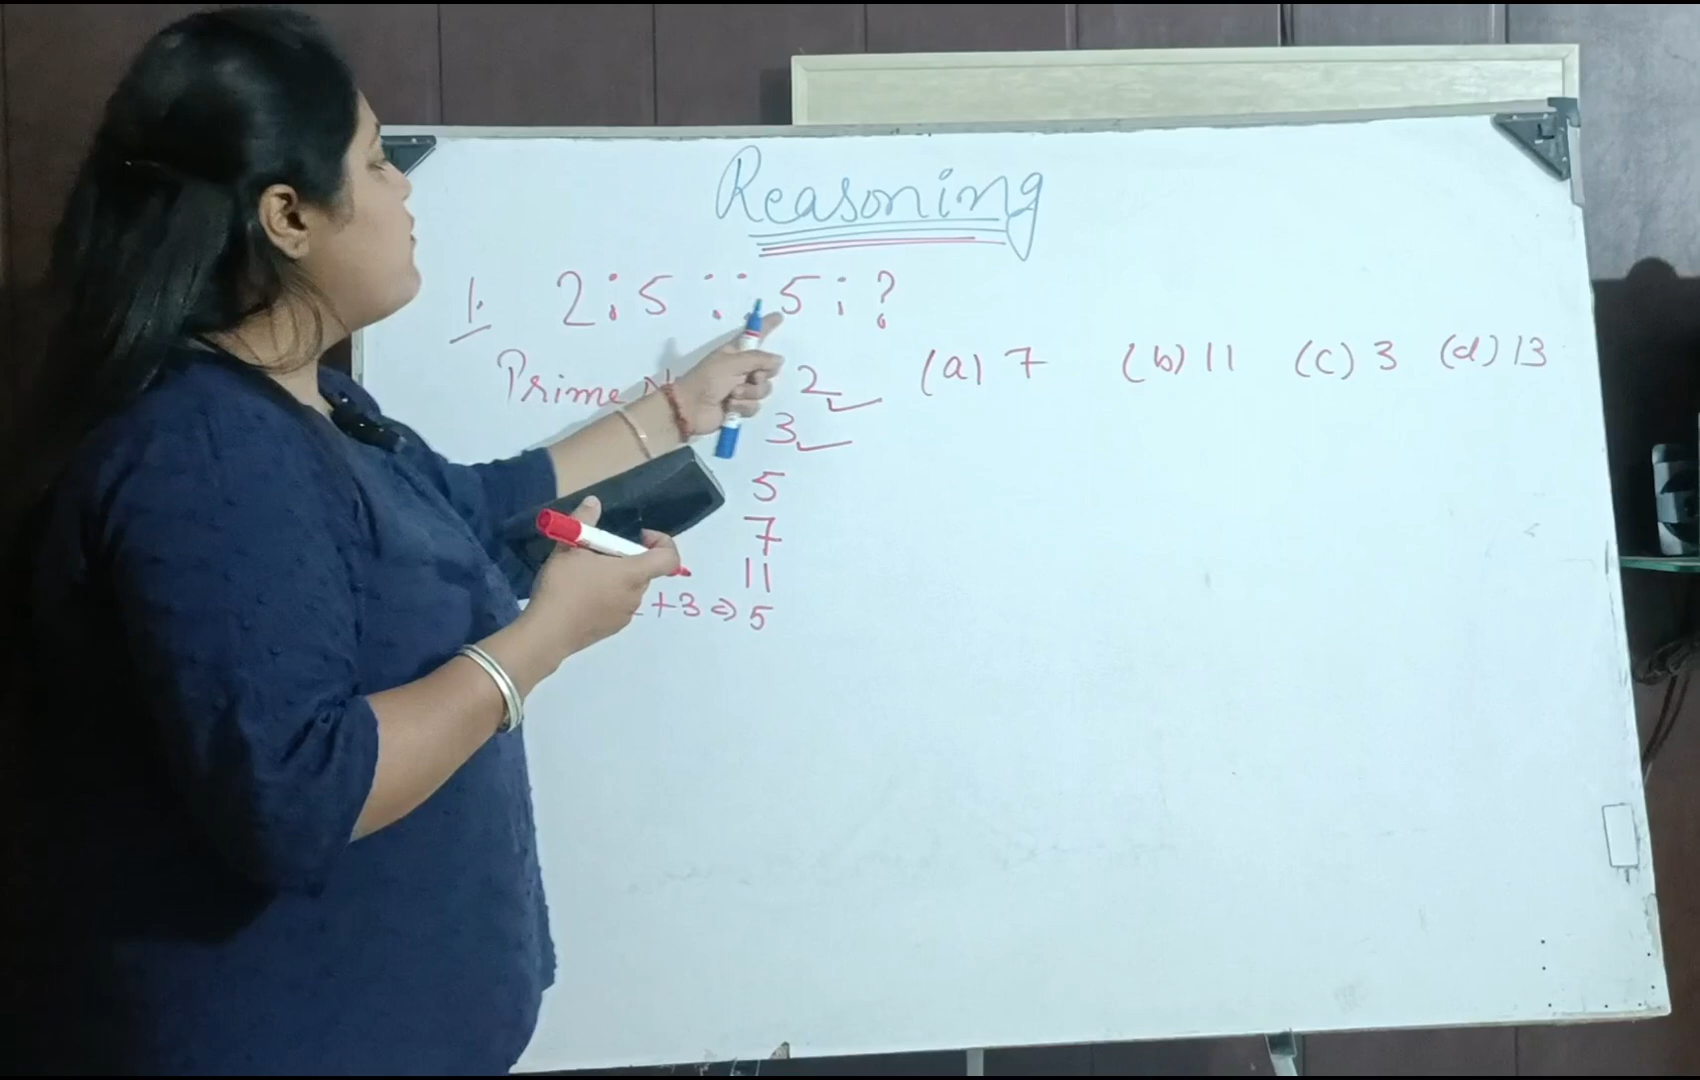 Reasoning
1. 2 : 5 :: 5 : ?
Prime 2
(a) 7 (b) 11 (c) 3 (d) 13
3
5
7
11
+3 ⇒ 5